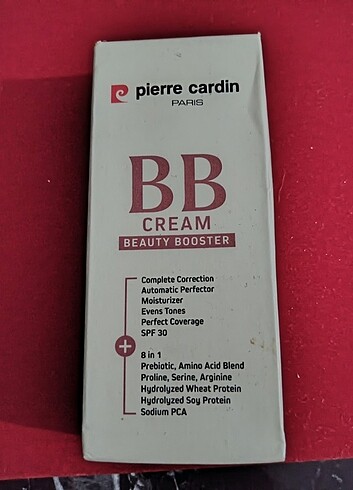 pierre cardin
PARIS
BB
CREAM
BEAUTY BOOSTER
Complete Correction
Automatic Perfector
Moisturizer
Evens Tones
Perfect Coverage
SPF 30
+
8 in 1
Prebiotic, Amino Acid Blend
Proline, Serine, Arginine
Hydrolyzed Wheat Protein
Hydrolyzed Soy Protein
Sodium PCA